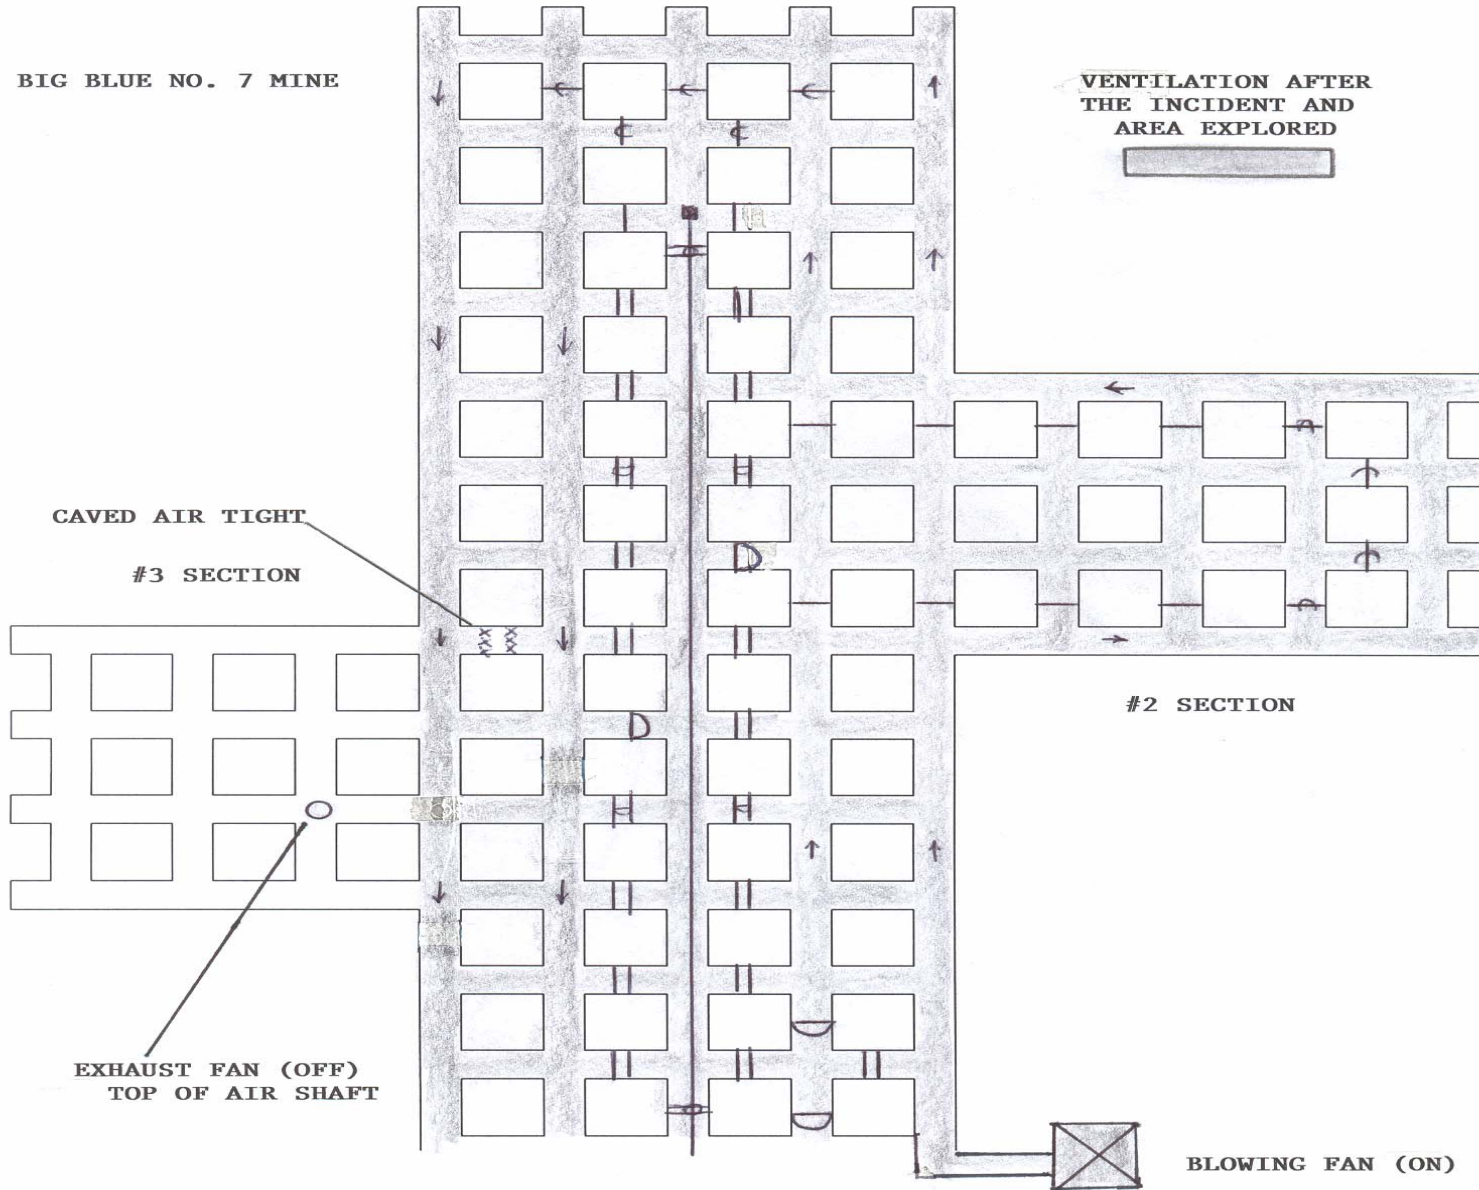 BIG BLUE NO. 7 MINE
VENTILATION AFTER
THE INCIDENT AND
AREA EXPLORED
CAVED AIR TIGHT
#3 SECTION
#2 SECTION
EXHAUST FAN (OFF)
TOP OF AIR SHAFT
BLOWING FAN (ON)